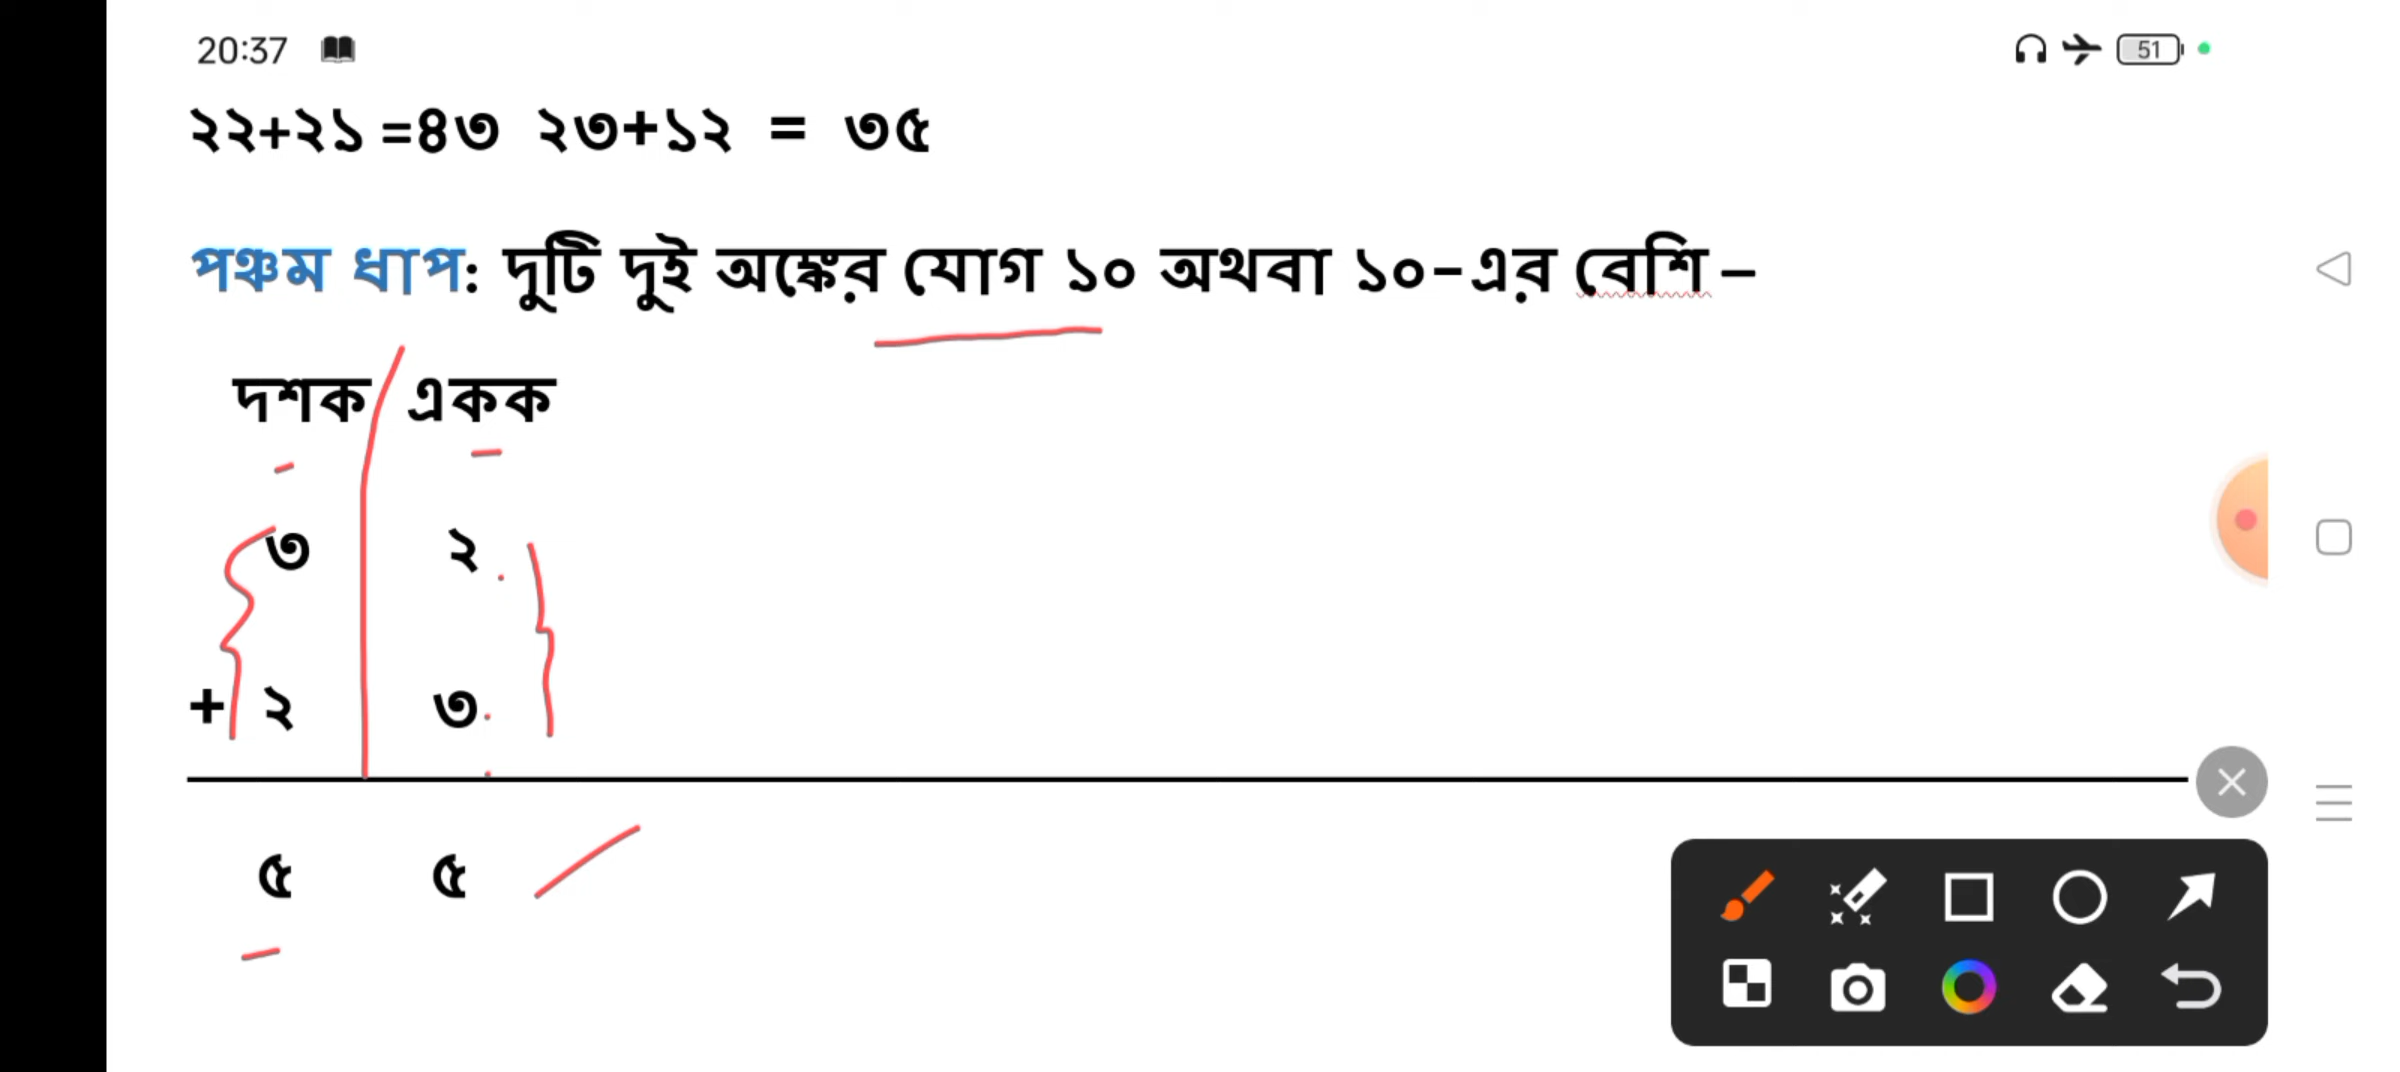 20:37 51
২২+২১ =৪৩ ২৩+১২ = ৩৫
পঞ্চম ধাপ: দুটি দুই অঙ্কের যোগ ১০ অথবা ১০-এর বেশি –
দশক একক
৩ ২
+ ২ ৩
৫ ৫